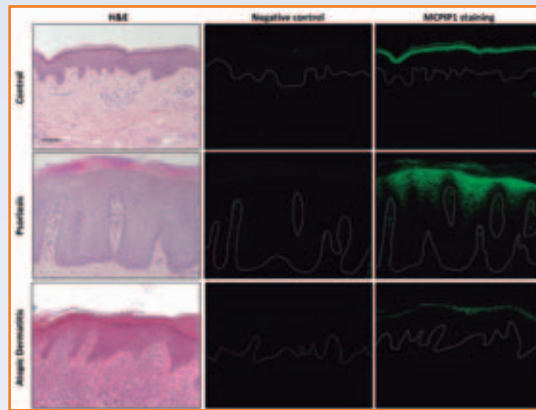 H&E
Negative control
MCPIP1 staining
Control
Psoriasis
Atopic Dermatitis